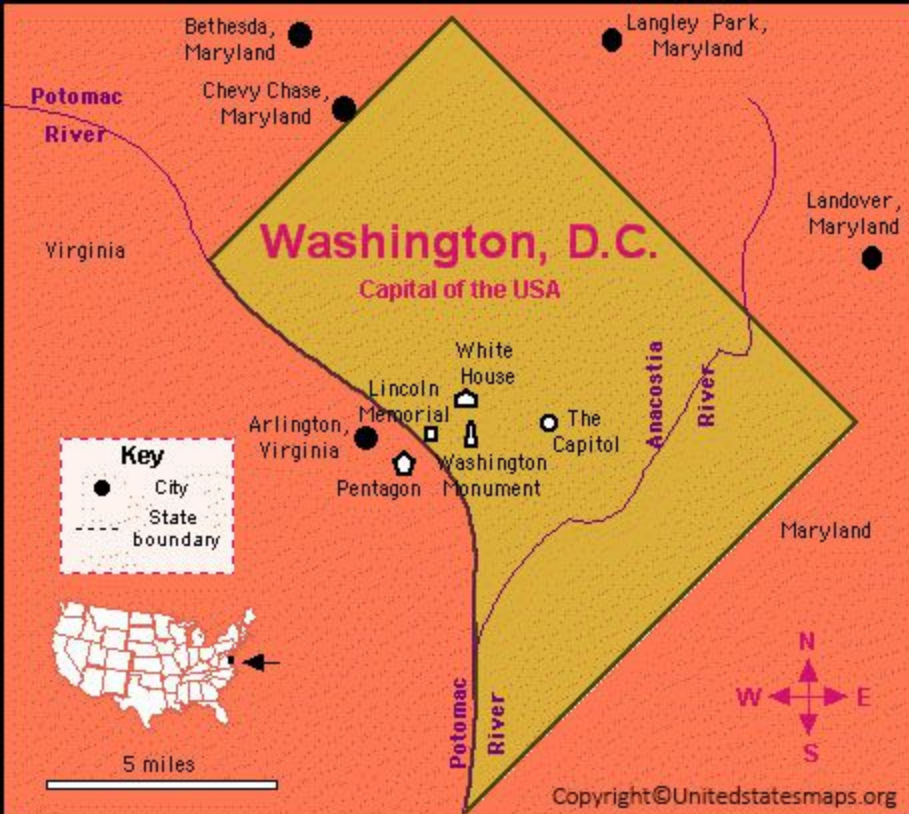 Bethesda,
Maryland
Langley Park,
Maryland
Chevy Chase,
Maryland
Potomac
River
Landover,
Maryland
Virginia
Washington, D.C.
Capital of the USA
White
House
Lincoln
Memorial
Anacostia
River
The
Capitol
Arlington,
Virginia
Washington
Monument
Pentagon
Key
City
State
boundary
Maryland
N
W E
S
Potomac
River
5 miles
Copyright©Unitedstatesmaps.org